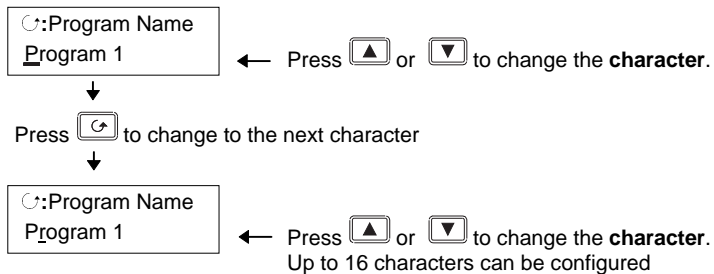 ↻:Program Name
Program 1
← Press ▲ or ▼ to change the character.
Press ↻ to change to the next character
↻:Program Name
Program 1
← Press ▲ or ▼ to change the character.
Up to 16 characters can be configured